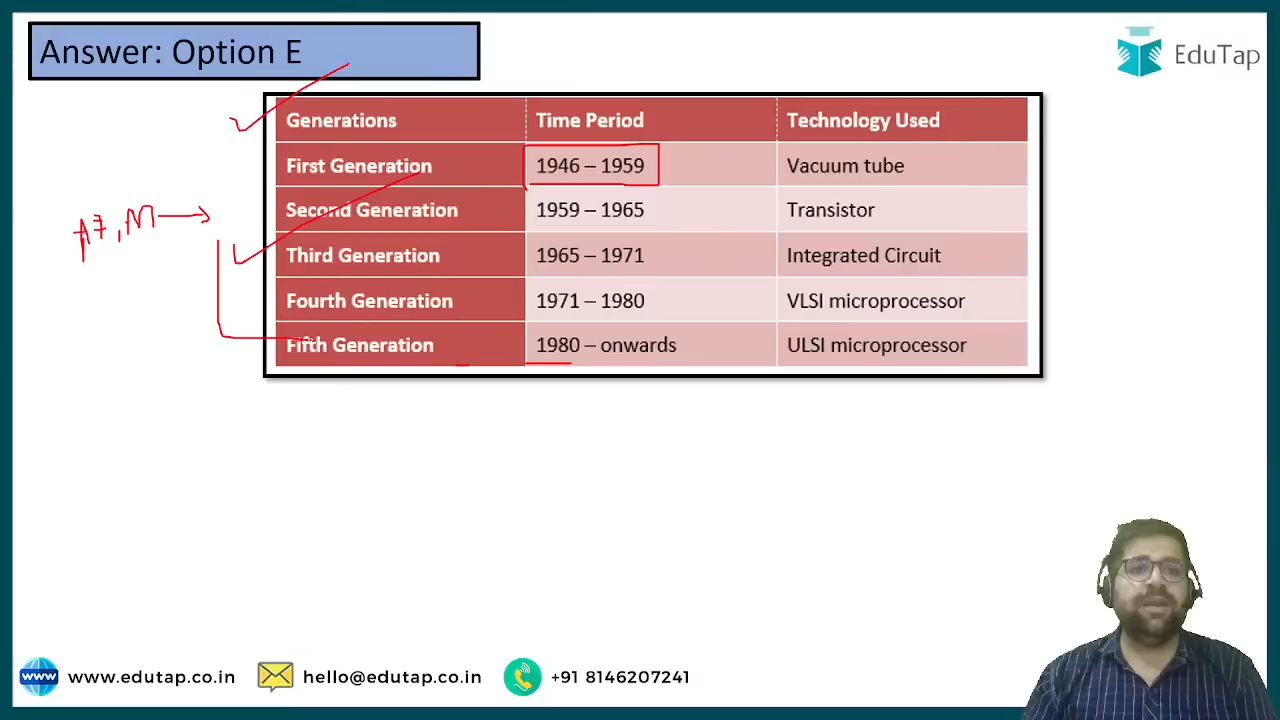 Answer: Option E
EduTap
Generations Time Period Technology Used
First Generation 1946 – 1959 Vacuum tube
Second Generation 1959 – 1965 Transistor
Third Generation 1965 – 1971 Integrated Circuit
Fourth Generation 1971 – 1980 VLSI microprocessor
Fifth Generation 1980 – onwards ULSI microprocessor
www www.edutap.co.in hello@edutap.co.in +91 8146207241